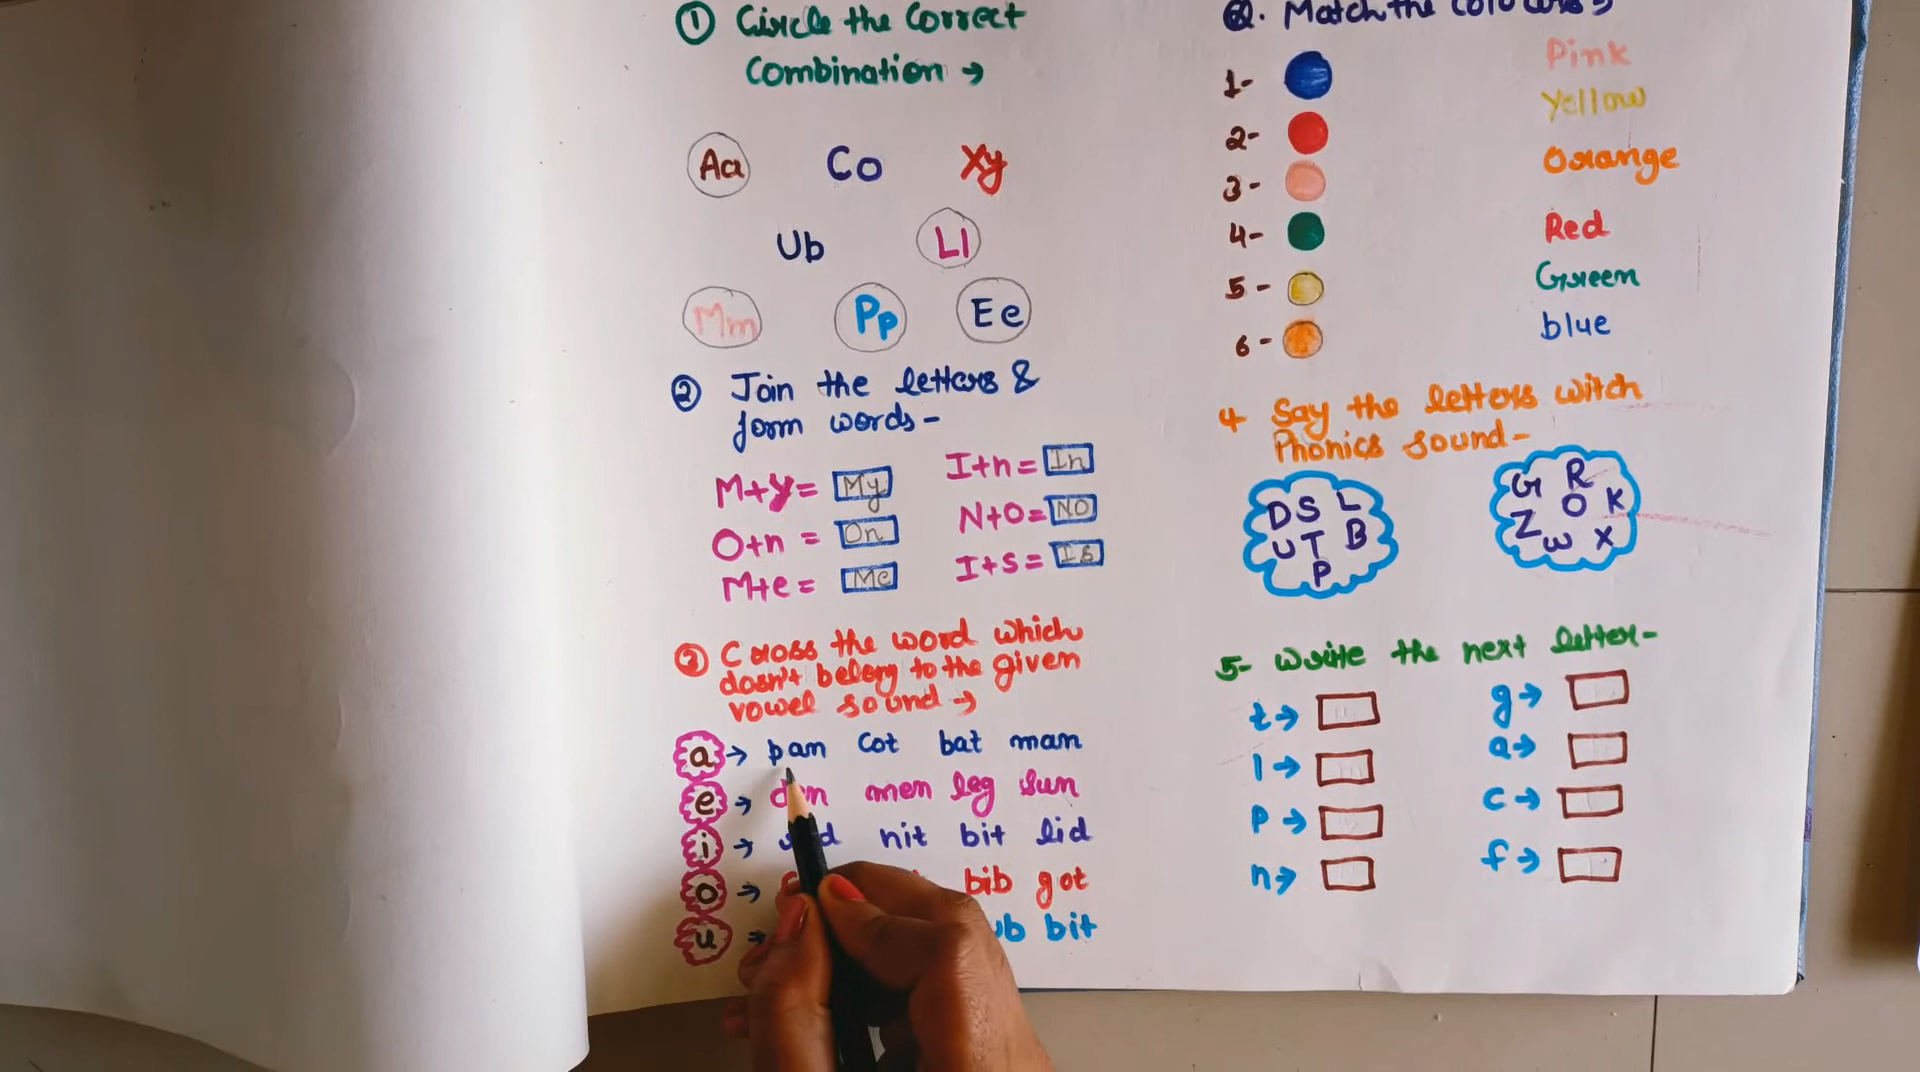 ① Circle the Correct
Combination →
Aa Co Xy
Ub Ll
Mm Pp Ee
② Join the letters &
form words-
M+y= My
O+n = On
M+e= Me
I+n= In
N+O= NO
I+s= Is
③ Cross the word which
dosn't belong to the given
vowel sound →
a → pam cot bat mam
e → men leg sun
i → nit bit lid
o → bib got
u → bit
Q. Match the colours
1- Pink
2- Yellow
3- Orange
4- Red
5- Green
6- blue
4 Say the letters witch
Phonics sound-
D S L
U T B
P
G R
Z O K
w x
5- Write the next letter-
t→ g→
l→ a→
p→ c→
n→ f→